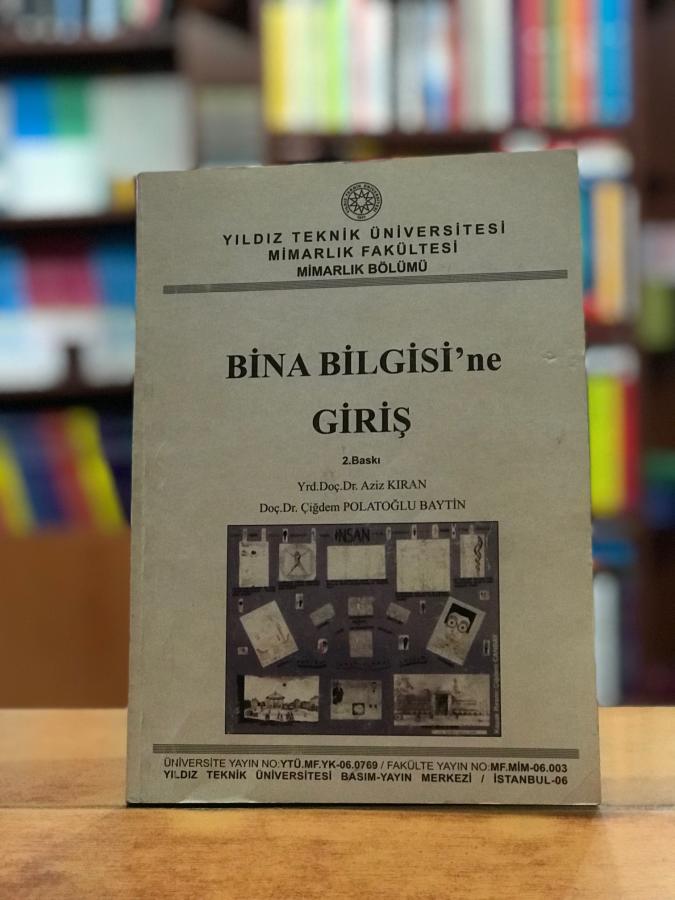 YILDIZ TEKNİK ÜNİVERSİTESİ
MİMARLIK FAKÜLTESİ
MİMARLIK BÖLÜMÜ
BİNA BİLGİSİ'ne
GİRİŞ
2.Baskı
Yrd.Doç.Dr. Aziz KIRAN
Doç.Dr. Çiğdem POLATOĞLU BAYTİN
İNSAN
ÜNİVERSİTE YAYIN NO:YTÜ.MF.YK-06.0769 / FAKÜLTE YAYIN NO:MF.MİM-06.003
YILDIZ TEKNİK ÜNİVERSİTESİ BASIM-YAYIN MERKEZİ / İSTANBUL-06